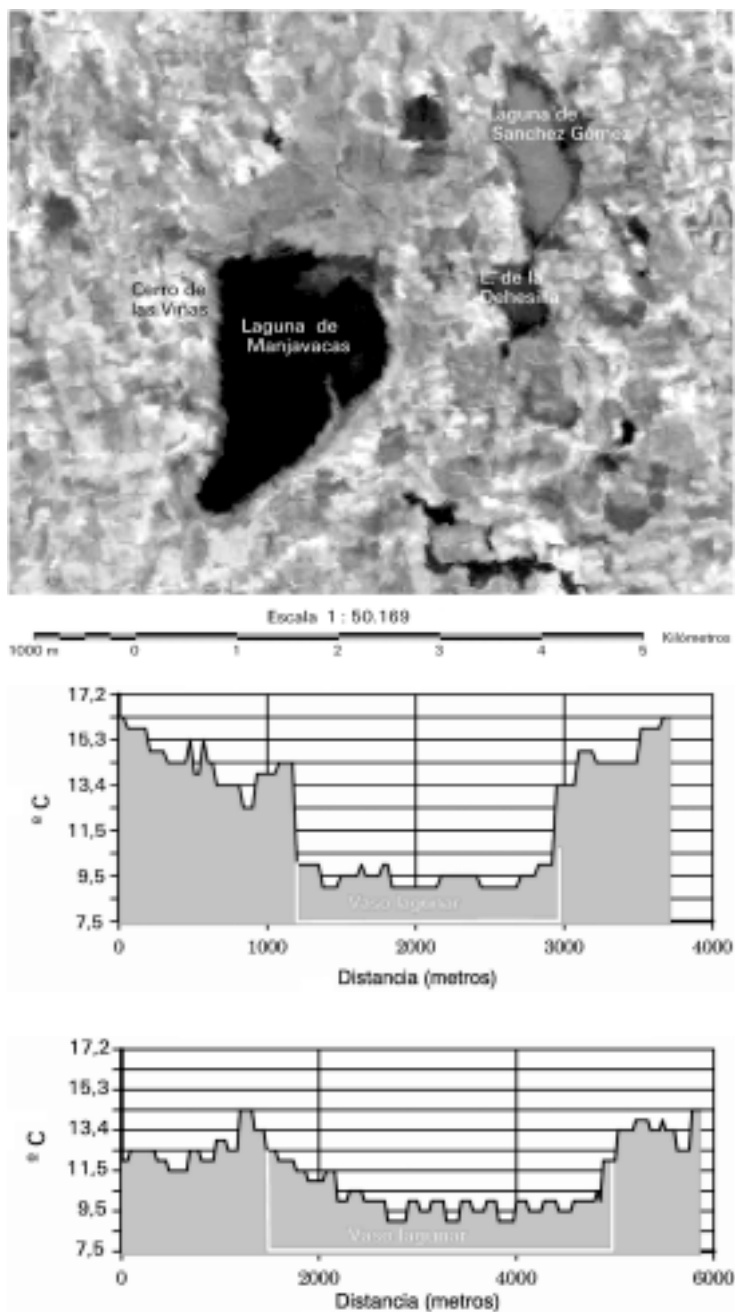 Laguna de
Sanchez Gómez
Cerro de
las Viñas
L. de la
Dehesilla
Laguna de
Manjavacas
Escala 1 : 50.169
1000 m 0 1 2 3 4 5 Kilómetros
17,2
15,3
13,4
11,5
9,5
7,5
º C
Vaso lagunar
0 1000 2000 3000 4000
Distancia (metros)
17,2
15,3
13,4
11,5
9,5
7,5
º C
Vaso lagunar
0 2000 4000 6000
Distancia (metros)